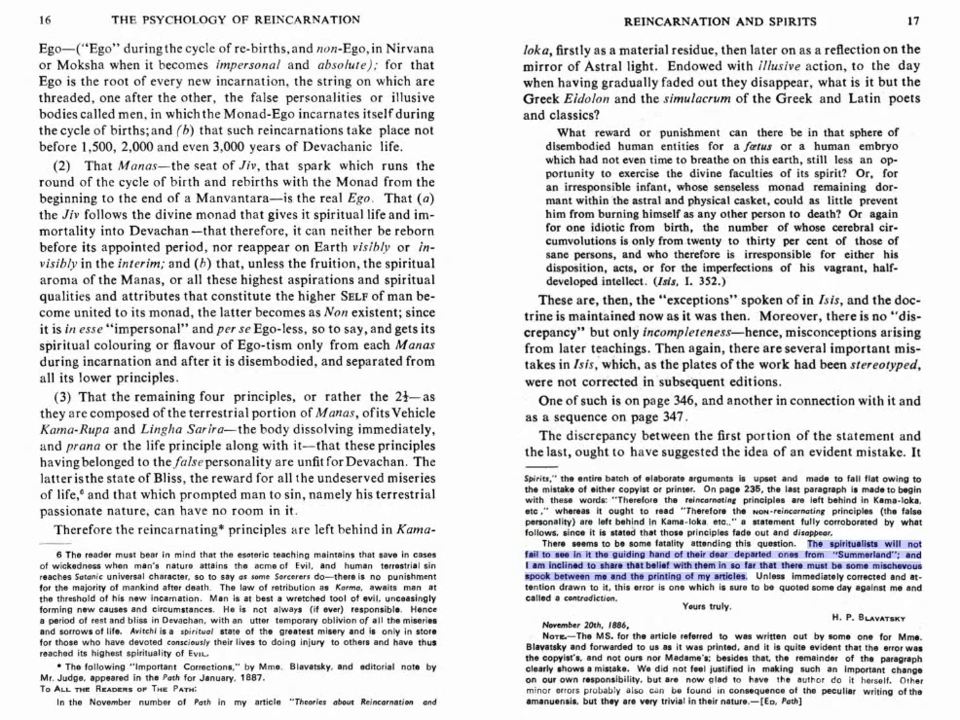 16 THE PSYCHOLOGY OF REINCARNATION
Ego—("Ego" during the cycle of re-births, and non-Ego, in Nirvana
or Moksha when it becomes impersonal and absolute); for that
Ego is the root of every new incarnation, the string on which are
threaded, one after the other, the false personalities or illusive
bodies called men, in which the Monad-Ego incarnates itself during
the cycle of births; and (b) that such reincarnations take place not
before 1,500, 2,000 and even 3,000 years of Devachanic life.
(2) That Manas—the seat of Jiv, that spark which runs the
round of the cycle of birth and rebirths with the Monad from the
beginning to the end of a Manvantara—is the real Ego. That (a)
the Jiv follows the divine monad that gives it spiritual life and im-
mortality into Devachan—that therefore, it can neither be reborn
before its appointed period, nor reappear on Earth visibly or in-
visibly in the interim; and (b) that, unless the fruition, the spiritual
aroma of the Manas, or all these highest aspirations and spiritual
qualities and attributes that constitute the higher SELF of man be-
come united to its monad, the latter becomes as Non existent; since
it is in esse "impersonal" and per se Ego-less, so to say, and gets its
spiritual colouring or flavour of Ego-tism only from each Manas
during incarnation and after it is disembodied, and separated from
all its lower principles.
(3) That the remaining four principles, or rather the 2½—as
they are composed of the terrestrial portion of Manas, of its Vehicle
Kama-Rupa and Lingha Sarira—the body dissolving immediately,
and prana or the life principle along with it—that these principles
having belonged to the false personality are unfit for Devachan. The
latter is the state of Bliss, the reward for all the undeserved miseries
of life,⁶ and that which prompted man to sin, namely his terrestrial
passionate nature, can have no room in it.
Therefore the reincarnating* principles are left behind in Kama-
6 The reader must bear in mind that the esoteric teaching maintains that save in cases
of wickedness when man's nature attains the acme of Evil, and human terrestrial sin
reaches Satanic universal character, so to say as some Sorcerers do—there is no punishment
for the majority of mankind after death. The law of retribution as Karma, awaits man at
the threshold of his new incarnation. Man is at best a wretched tool of evil, unceasingly
forming new causes and circumstances. He is not always (if ever) responsible. Hence
a period of rest and bliss in Devachan, with an utter temporary oblivion of all the miseries
and sorrows of life. Avitchi is a spiritual state of the greatest misery and is only in store
for those who have devoted consciously their lives to doing injury to others and have thus
reached its highest spirituality of EVIL.
* The following "Important Corrections," by Mme. Blavatsky, and editorial note by
Mr. Judge, appeared in the Path for January, 1887.
To ALL THE READERS OF THE PATH:
In the November number of Path in my article "Theories about Reincarnation and
REINCARNATION AND SPIRITS 17
loka, firstly as a material residue, then later on as a reflection on the
mirror of Astral light. Endowed with illusive action, to the day
when having gradually faded out they disappear, what is it but the
Greek Eidolon and the simulacrum of the Greek and Latin poets
and classics?
What reward or punishment can there be in that sphere of
disembodied human entities for a fœtus or a human embryo
which had not even time to breathe on this earth, still less an op-
portunity to exercise the divine faculties of its spirit? Or, for
an irresponsible infant, whose senseless monad remaining dor-
mant within the astral and physical casket, could as little prevent
him from burning himself as any other person to death? Or again
for one idiotic from birth, the number of whose cerebral cir-
cumvolutions is only from twenty to thirty per cent of those of
sane persons, and who therefore is irresponsible for either his
disposition, acts, or for the imperfections of his vagrant, half-
developed intellect. (Isis, I. 352.)
These are, then, the "exceptions" spoken of in Isis, and the doc-
trine is maintained now as it was then. Moreover, there is no "dis-
crepancy" but only incompleteness—hence, misconceptions arising
from later teachings. Then again, there are several important mis-
takes in Isis, which, as the plates of the work had been stereotyped,
were not corrected in subsequent editions.
One of such is on page 346, and another in connection with it and
as a sequence on page 347.
The discrepancy between the first portion of the statement and
the last, ought to have suggested the idea of an evident mistake. It
Spirits," the entire batch of elaborate arguments is upset and made to fall flat owing to
the mistake of either copyist or printer. On page 235, the last paragraph is made to begin
with these words: "Therefore the reincarnating principles are left behind in Kama-loka,
etc.," whereas it ought to read "Therefore the NON-reincarnating principles (the false
personality) are left behind in Kama-loka, etc.," a statement fully corroborated by what
follows, since it is stated that those principles fade out and disappear.
There seems to be some fatality attending this question. The spiritualists will not
fail to see in it the guiding hand of their dear departed ones from "Summerland"; and
I am inclined to share that belief with them in so far that there must be some mischevous
spook between me and the printing of my articles. Unless immediately corrected and at-
tention drawn to it, this error is one which is sure to be quoted some day against me and
called a contradiction.
Yours truly,
H. P. BLAVATSKY
November 20th, 1886,
NOTE.—The MS. for the article referred to was written out by some one for Mme.
Blavatsky and forwarded to us as it was printed, and it is quite evident that the error was
the copyist's, and not ours nor Madame's; besides that, the remainder of the paragraph
clearly shows a mistake. We did not feel justified in making such an important change
on our own responsibility, but are now glad to have the author do it herself. Other
minor errors probably also can be found in consequence of the peculiar writing of the
amanuensis, but they are very trivial in their nature.—[ED, Path]